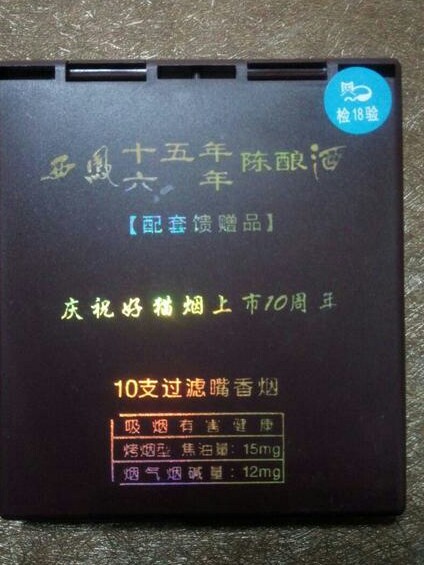 检18验
西鳳十五年六年陈酿酒
【配套馈赠品】
庆祝好猫烟上市10周年
10支过滤嘴香烟
吸烟有害健康
烤烟型 焦油量：15mg
烟气烟碱量：12mg